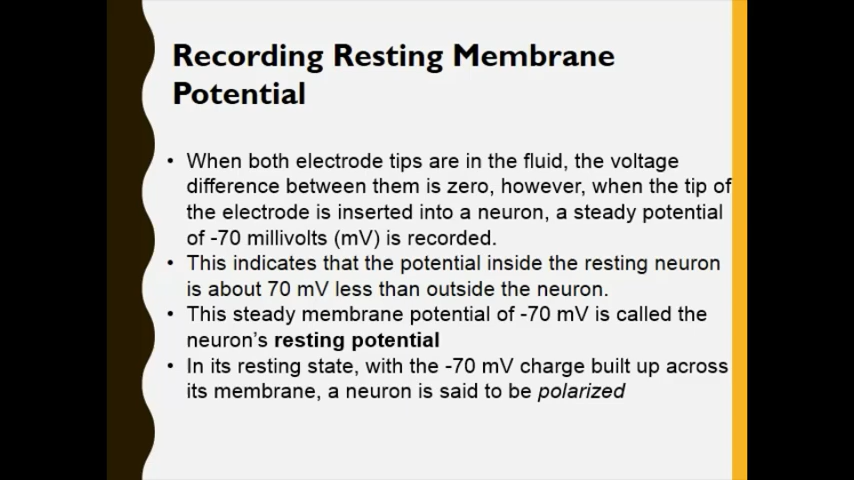 Recording Resting Membrane
Potential
• When both electrode tips are in the fluid, the voltage
difference between them is zero, however, when the tip of
the electrode is inserted into a neuron, a steady potential
of -70 millivolts (mV) is recorded.
• This indicates that the potential inside the resting neuron
is about 70 mV less than outside the neuron.
• This steady membrane potential of -70 mV is called the
neuron's resting potential
• In its resting state, with the -70 mV charge built up across
its membrane, a neuron is said to be polarized